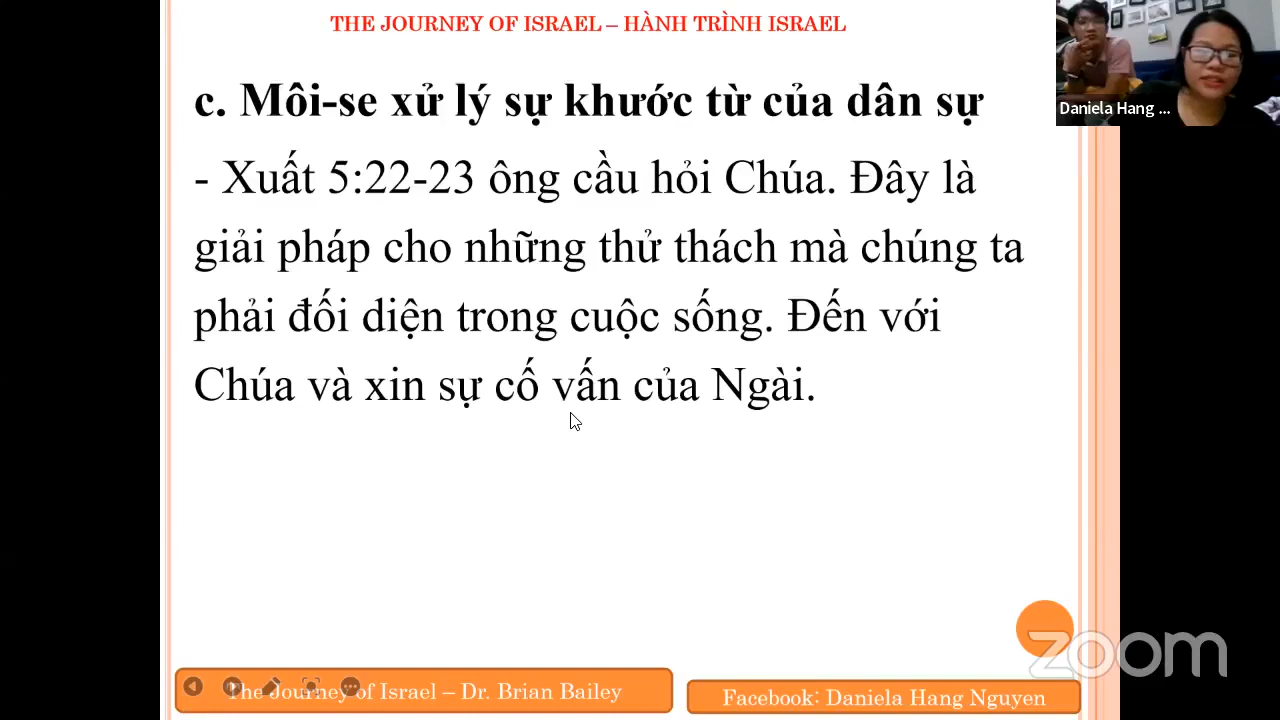 THE JOURNEY OF ISRAEL – HÀNH TRÌNH ISRAEL
Daniela Hang ...
c. Môi-se xử lý sự khước từ của dân sự
- Xuất 5:22-23 ông cầu hỏi Chúa. Đây là
giải pháp cho những thử thách mà chúng ta
phải đối diện trong cuộc sống. Đến với
Chúa và xin sự cố vấn của Ngài.
zoom
The Journey of Israel – Dr. Brian Bailey
Facebook: Daniela Hang Nguyen